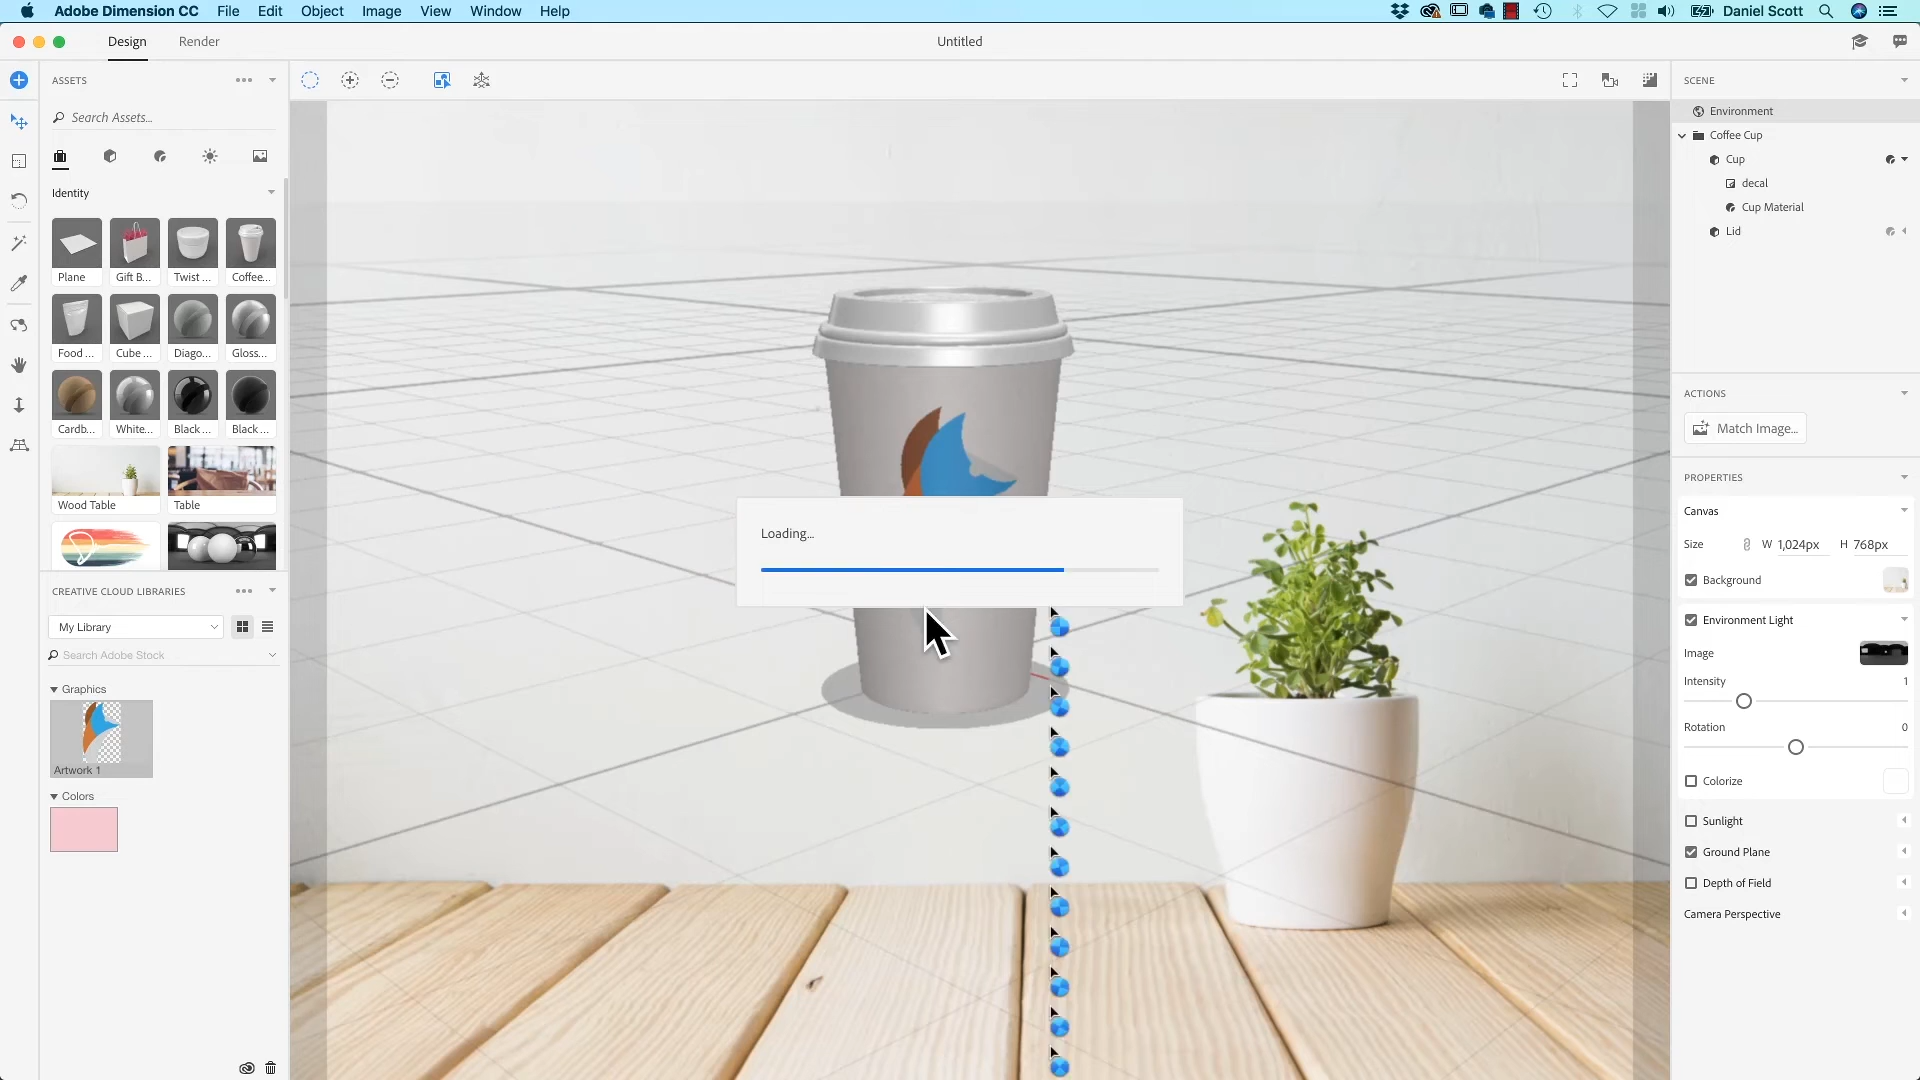 Adobe Dimension CC File Edit Object Image View Window Help Daniel Scott
Design Render Untitled
ASSETS
Search Assets...
Identity
Plane Gift B... Twist ... Coffee...
Food ... Cube ... Diago... Gloss...
Cardb... White... Black ... Black ...
Wood Table Table
CREATIVE CLOUD LIBRARIES
My Library
Search Adobe Stock
Graphics
Artwork 1
Colors
Loading...
SCENE
Environment
Coffee Cup
Cup
decal
Cup Material
Lid
ACTIONS
Match Image...
PROPERTIES
Canvas
Size W 1,024px H 768px
Background
Environment Light
Image
Intensity 1
Rotation 0
Colorize
Sunlight
Ground Plane
Depth of Field
Camera Perspective